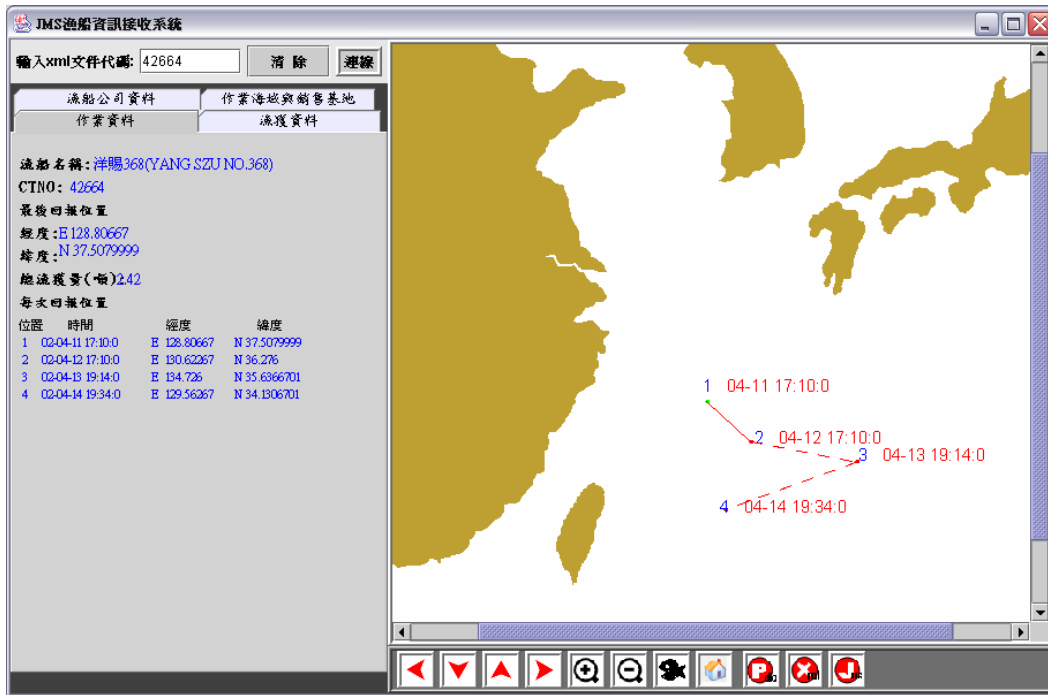 JMS漁船資訊接收系統
輸入xml文件代碼: 42664 清 除 連線
漁船公司資料 作業海域與銷售基地
作業資料 漁獲資料
漁船名稱:洋賜368(YANG SZU NO.368)
CTNO: 42664
最後回報位置
經度:E 128.80667
緯度:N 37.5079999
總漁獲量(噸)2.42
每次回報位置
位置 時間 經度 緯度
1 02-04-11 17:10:0 E 128.80667 N 37.5079999
2 02-04-12 17:10:0 E 130.62267 N 36.276
3 02-04-13 19:14:0 E 134.726 N 35.6366701
4 02-04-14 19:34:0 E 129.56267 N 34.1306701
1 04-11 17:10:0
2 04-12 17:10:0
3 04-13 19:14:0
4 04-14 19:34:0
P X J